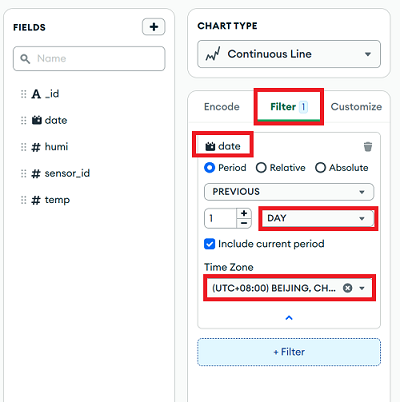 FIELDS
+
Name
A _id
date
# humi
# sensor_id
# temp
CHART TYPE
Continuous Line
Encode Filter 1 Customize
date
Period Relative Absolute
PREVIOUS
1 + − DAY
Include current period
Time Zone
(UTC+08:00) BEIJING, CH...
+ Filter